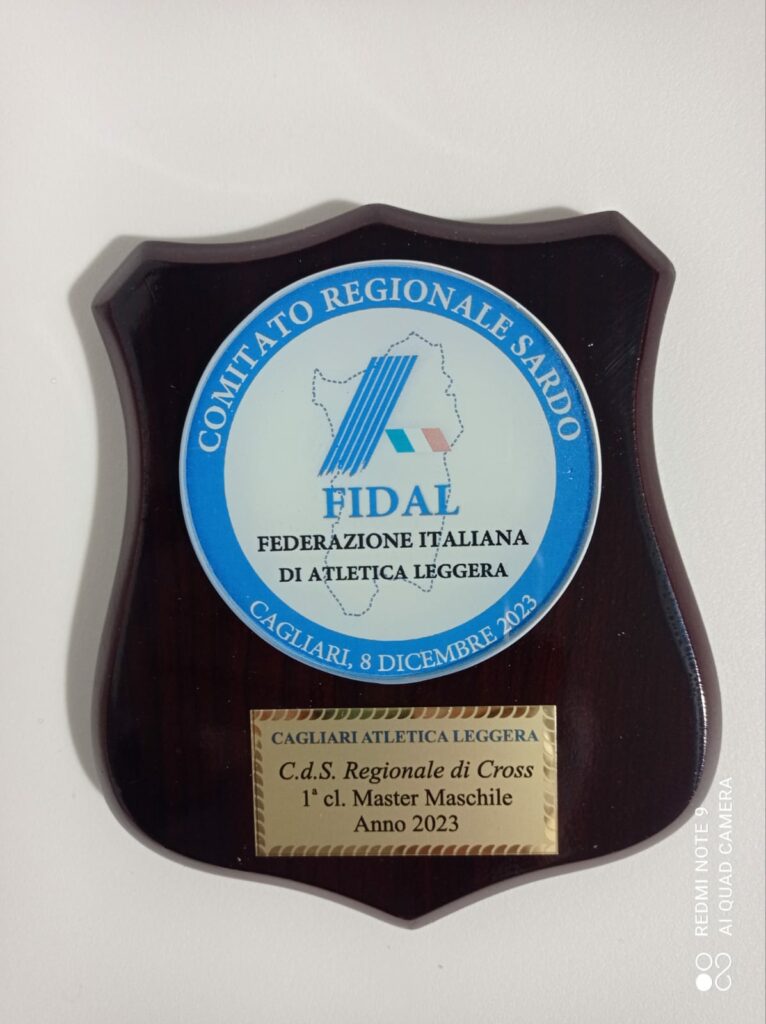 COMITATO REGIONALE SARDO
FIDAL
FEDERAZIONE ITALIANA
DI ATLETICA LEGGERA
CAGLIARI, 8 DICEMBRE 2023
CAGLIARI ATLETICA LEGGERA
C.d.S. Regionale di Cross
1ª cl. Master Maschile
Anno 2023
REDMI NOTE 9
AI QUAD CAMERA